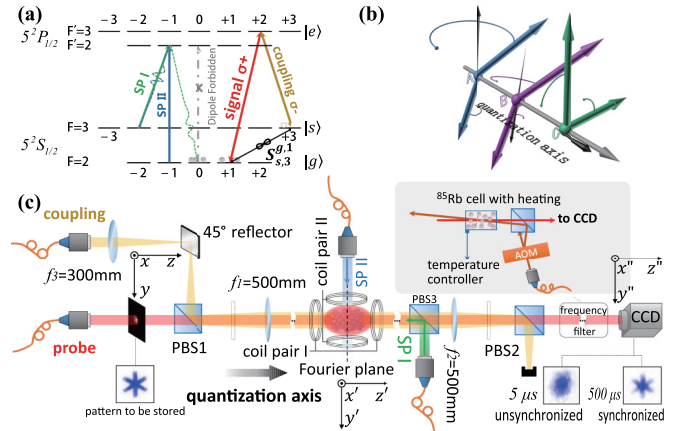 (a)
F'=3
−3 −2 −1 0 +1 +2 +3
|e⟩
5²P₁/₂
F'=2
SP I
SP II
Dipole Forbidden
signal σ+
coupling σ-
F=3
−3
+3
|s⟩
5²S₁/₂
S^{g,1}_{s,3}
F=2
|g⟩
−2 −1 0 +1 +2
(b)
A
B
C
quantization axis
(c)
coupling
45° reflector
f₃=300mm
x z
y
f₁=500mm
coil pair II
SP II
⁸⁵Rb cell with heating
to CCD
AOM
temperature
controller
x" z"
y"
PBS3
frequency
filter
CCD
probe
PBS1
coil pair I
Fourier plane
SP I
f₂=500mm
PBS2
pattern to be stored
quantization axis
x' z'
y'
5 μs
unsynchronized
500 μs
synchronized